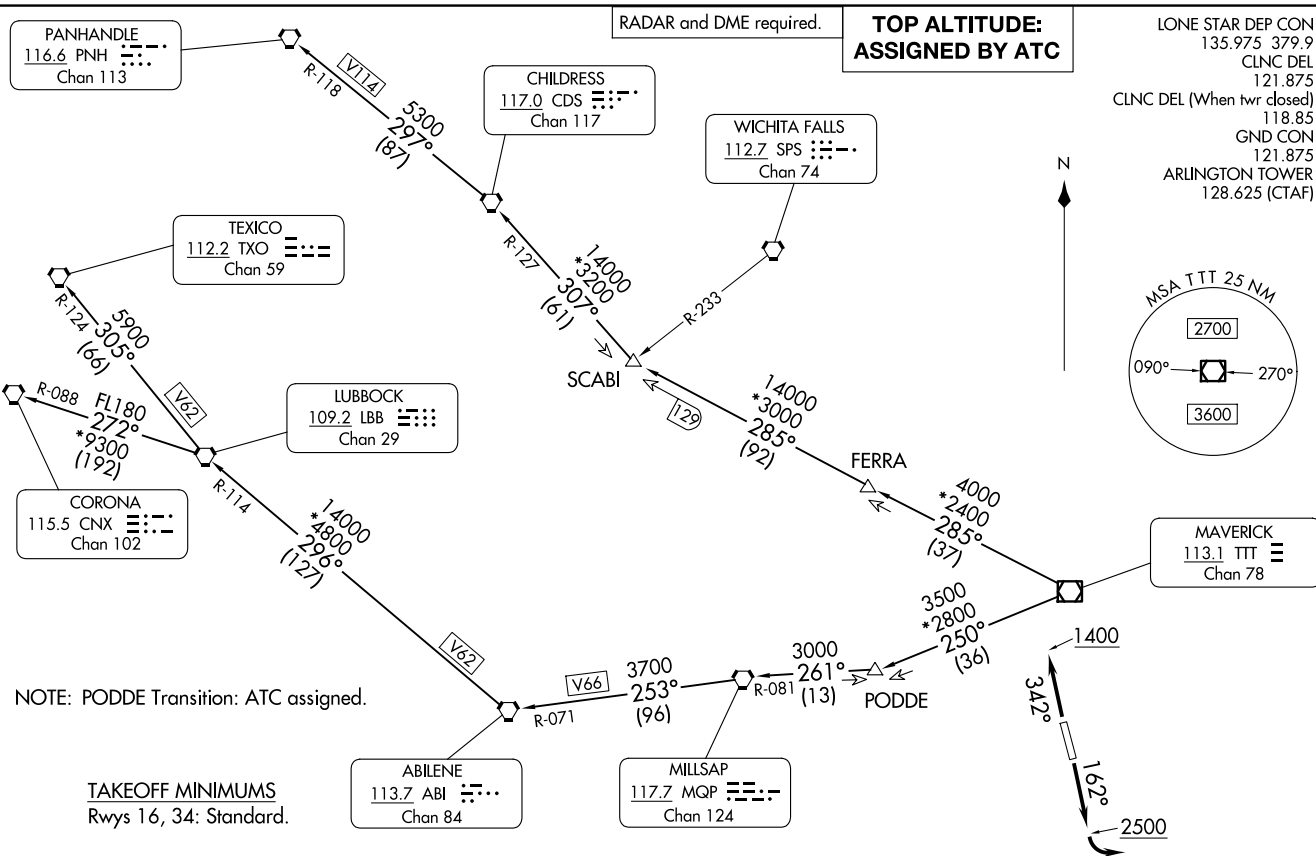 RADAR and DME required.
TOP ALTITUDE:
ASSIGNED BY ATC
LONE STAR DEP CON
135.975 379.9
CLNC DEL
121.875
CLNC DEL (When twr closed)
118.85
GND CON
121.875
ARLINGTON TOWER
128.625 (CTAF)
PANHANDLE
116.6 PNH
Chan 113
R-118
V114
5300
297°
(87)
CHILDRESS
117.0 CDS
Chan 117
WICHITA FALLS
112.7 SPS
Chan 74
N
R-127
14000
*3200
307°
(61)
R-233
SCABI
129
14000
*3000
285°
(92)
FERRA
4000
*2400
285°
(37)
MSA TTT 25 NM
2700
090°
270°
3600
TEXICO
112.2 TXO
Chan 59
R-124
5900
305°
(66)
V62
R-088
FL180
272°
*9300
(192)
LUBBOCK
109.2 LBB
Chan 29
CORONA
115.5 CNX
Chan 102
R-114
14000
*4800
296°
(127)
V62
MAVERICK
113.1 TTT
Chan 78
3500
*2800
250°
(36)
PODDE
3000
261°
(13)
R-081
V66
3700
253°
(96)
R-071
1400
342°
162°
2500
NOTE: PODDE Transition: ATC assigned.
ABILENE
113.7 ABI
Chan 84
MILLSAP
117.7 MQP
Chan 124
TAKEOFF MINIMUMS
Rwys 16, 34: Standard.